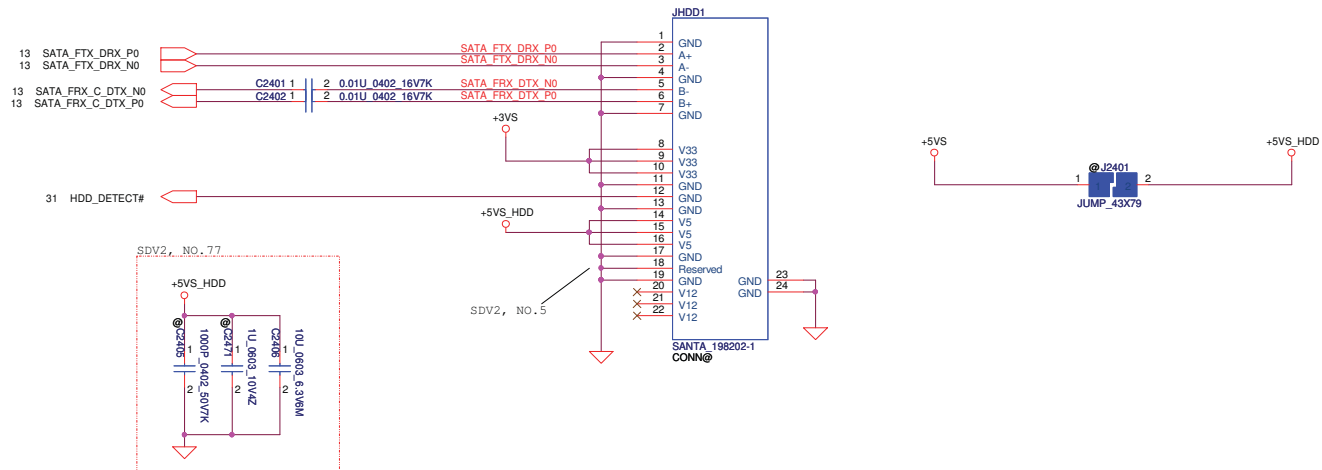 JHDD1
1 GND
13 SATA_FTX_DRX_P0 SATA_FTX_DRX_P0 2 A+
13 SATA_FTX_DRX_N0 SATA_FTX_DRX_N0 3 A-
4 GND
13 SATA_FRX_C_DTX_N0 C2401 1 2 0.01U_0402_16V7K SATA_FRX_DTX_N0 5 B-
13 SATA_FRX_C_DTX_P0 C2402 1 2 0.01U_0402_16V7K SATA_FRX_DTX_P0 6 B+
7 GND
+3VS
8 V33
9 V33
10 V33
11 GND
31 HDD_DETECT# 12 GND
13 GND
+5VS_HDD
14 V5
15 V5
16 V5
17 GND
18 Reserved
19 GND
20 V12
21 V12
22 V12
GND 23
GND 24
SANTA_198202-1
CONN@
SDV2, NO.5
+5VS
+5VS_HDD
@ J2401
1 1 2 2
JUMP_43X79
SDV2, NO.77
+5VS_HDD
@ C2405
1 2
1000P_0402_50V7K
@ C2471
1 2
1U_0603_10V4Z
C2406
1 2
10U_0603_6.3V6M